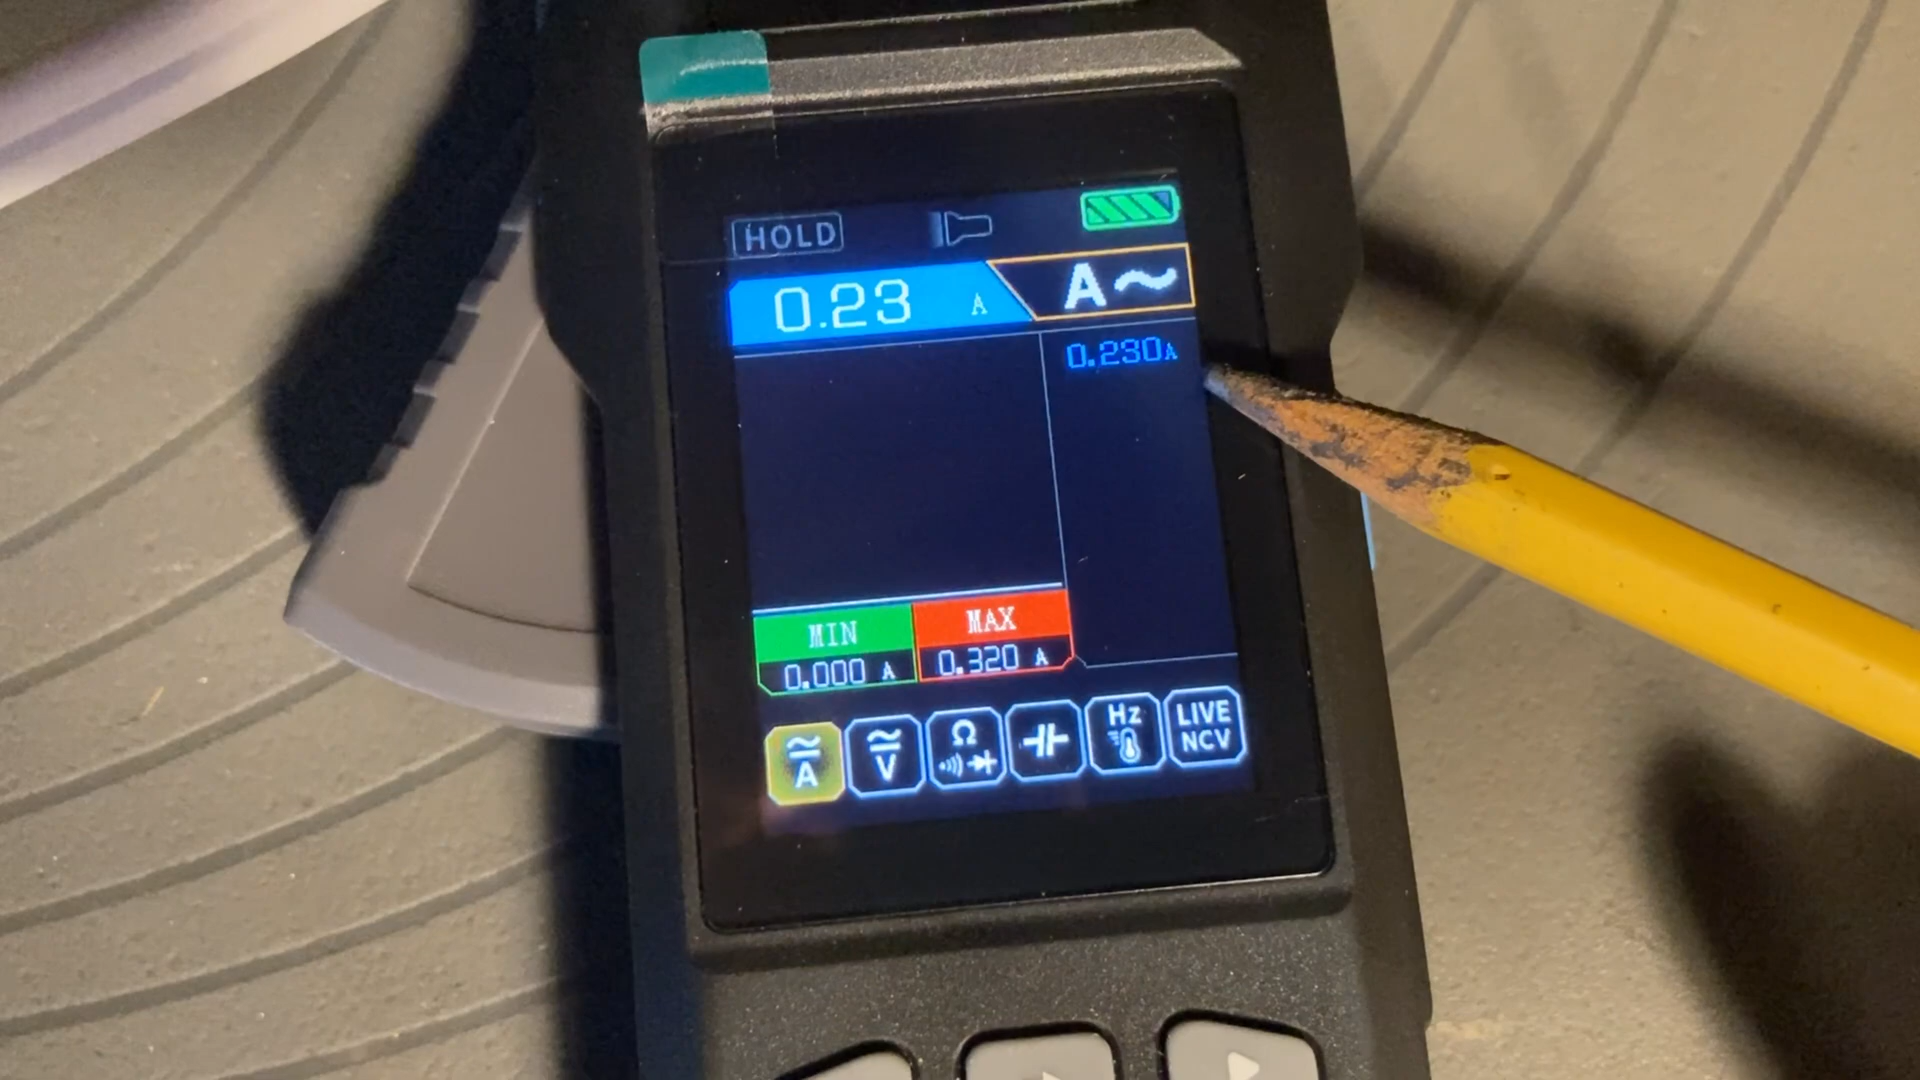 HOLD
0.23 A A~
0.230A
MIN MAX
0.000 A 0.320 A
A V Ω Hz LIVE NCV